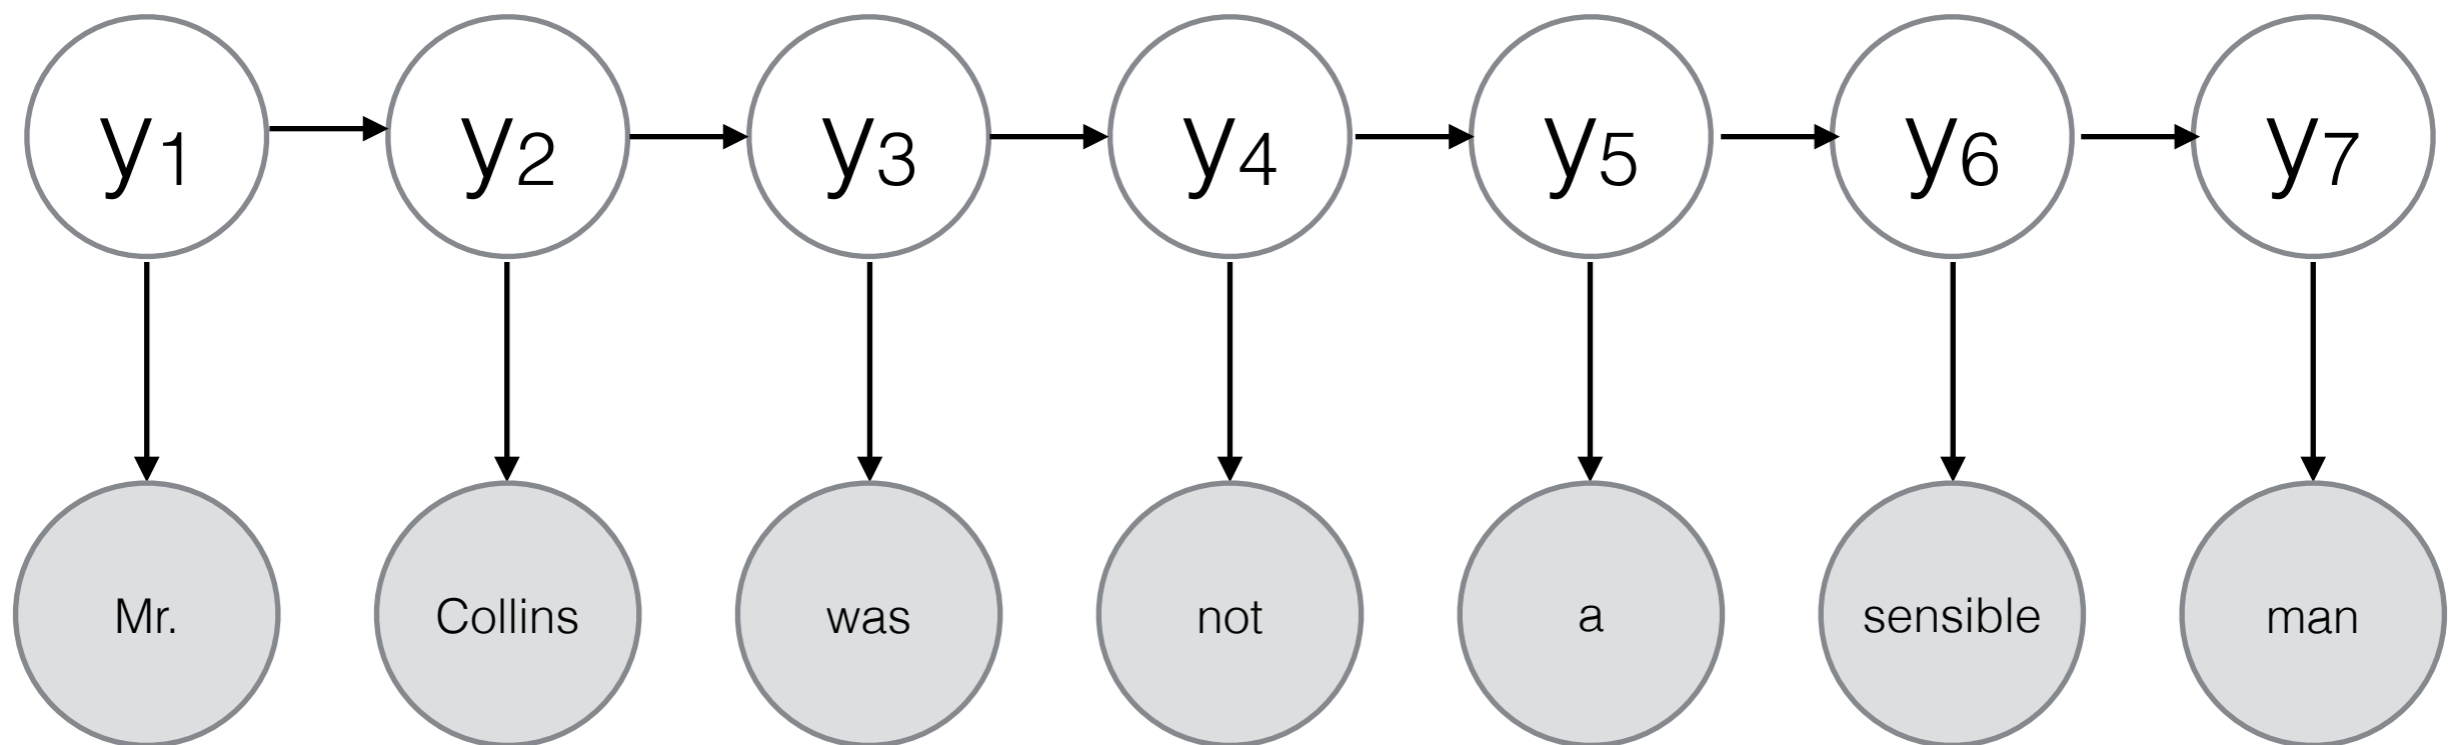 y₁ y₂ y₃ y₄ y₅ y₆ y₇
Mr. Collins was not a sensible man